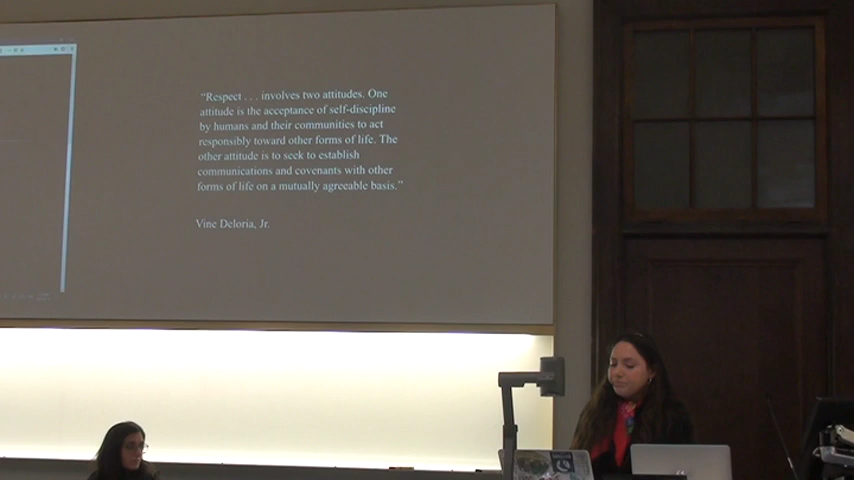 “Respect . . . involves two attitudes. One
attitude is the acceptance of self-discipline
by humans and their communities to act
responsibly toward other forms of life. The
other attitude is to seek to establish
communications and covenants with other
forms of life on a mutually agreeable basis.”
Vine Deloria, Jr.